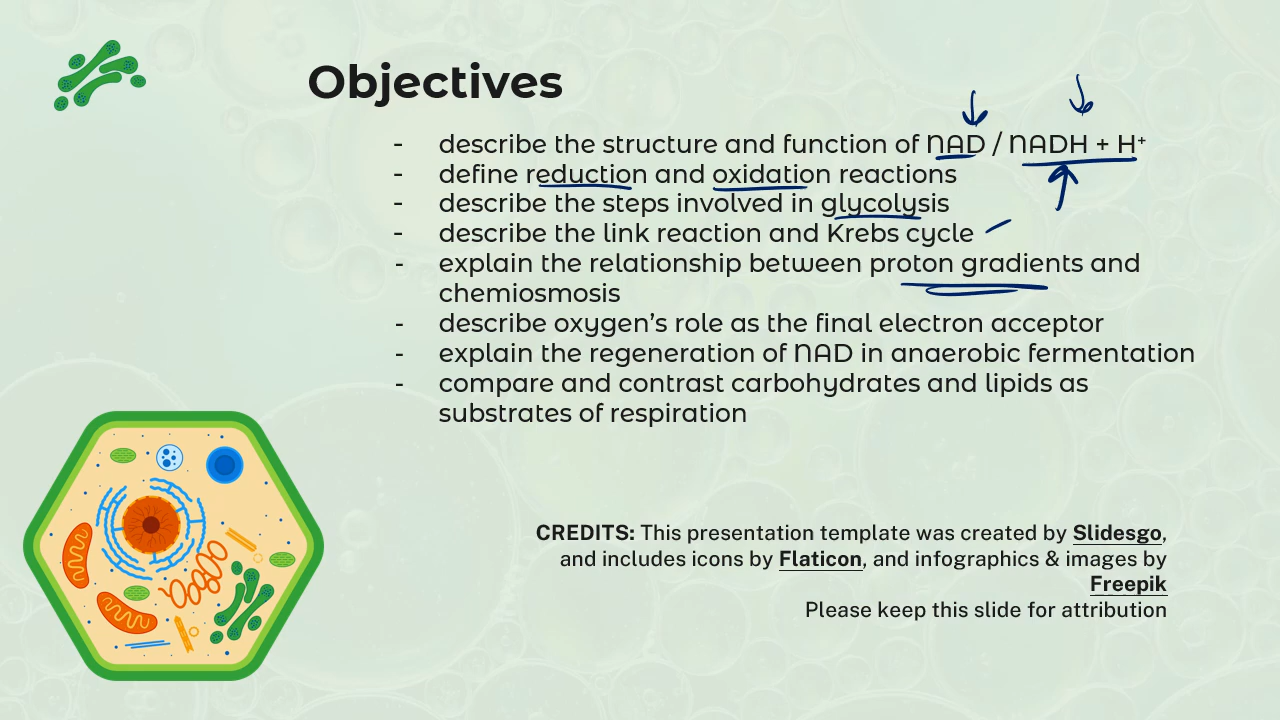 Objectives
- describe the structure and function of NAD / NADH + H⁺
- define reduction and oxidation reactions
- describe the steps involved in glycolysis
- describe the link reaction and Krebs cycle
- explain the relationship between proton gradients and
chemiosmosis
- describe oxygen’s role as the final electron acceptor
- explain the regeneration of NAD in anaerobic fermentation
- compare and contrast carbohydrates and lipids as
substrates of respiration
CREDITS: This presentation template was created by Slidesgo,
and includes icons by Flaticon, and infographics & images by
Freepik
Please keep this slide for attribution